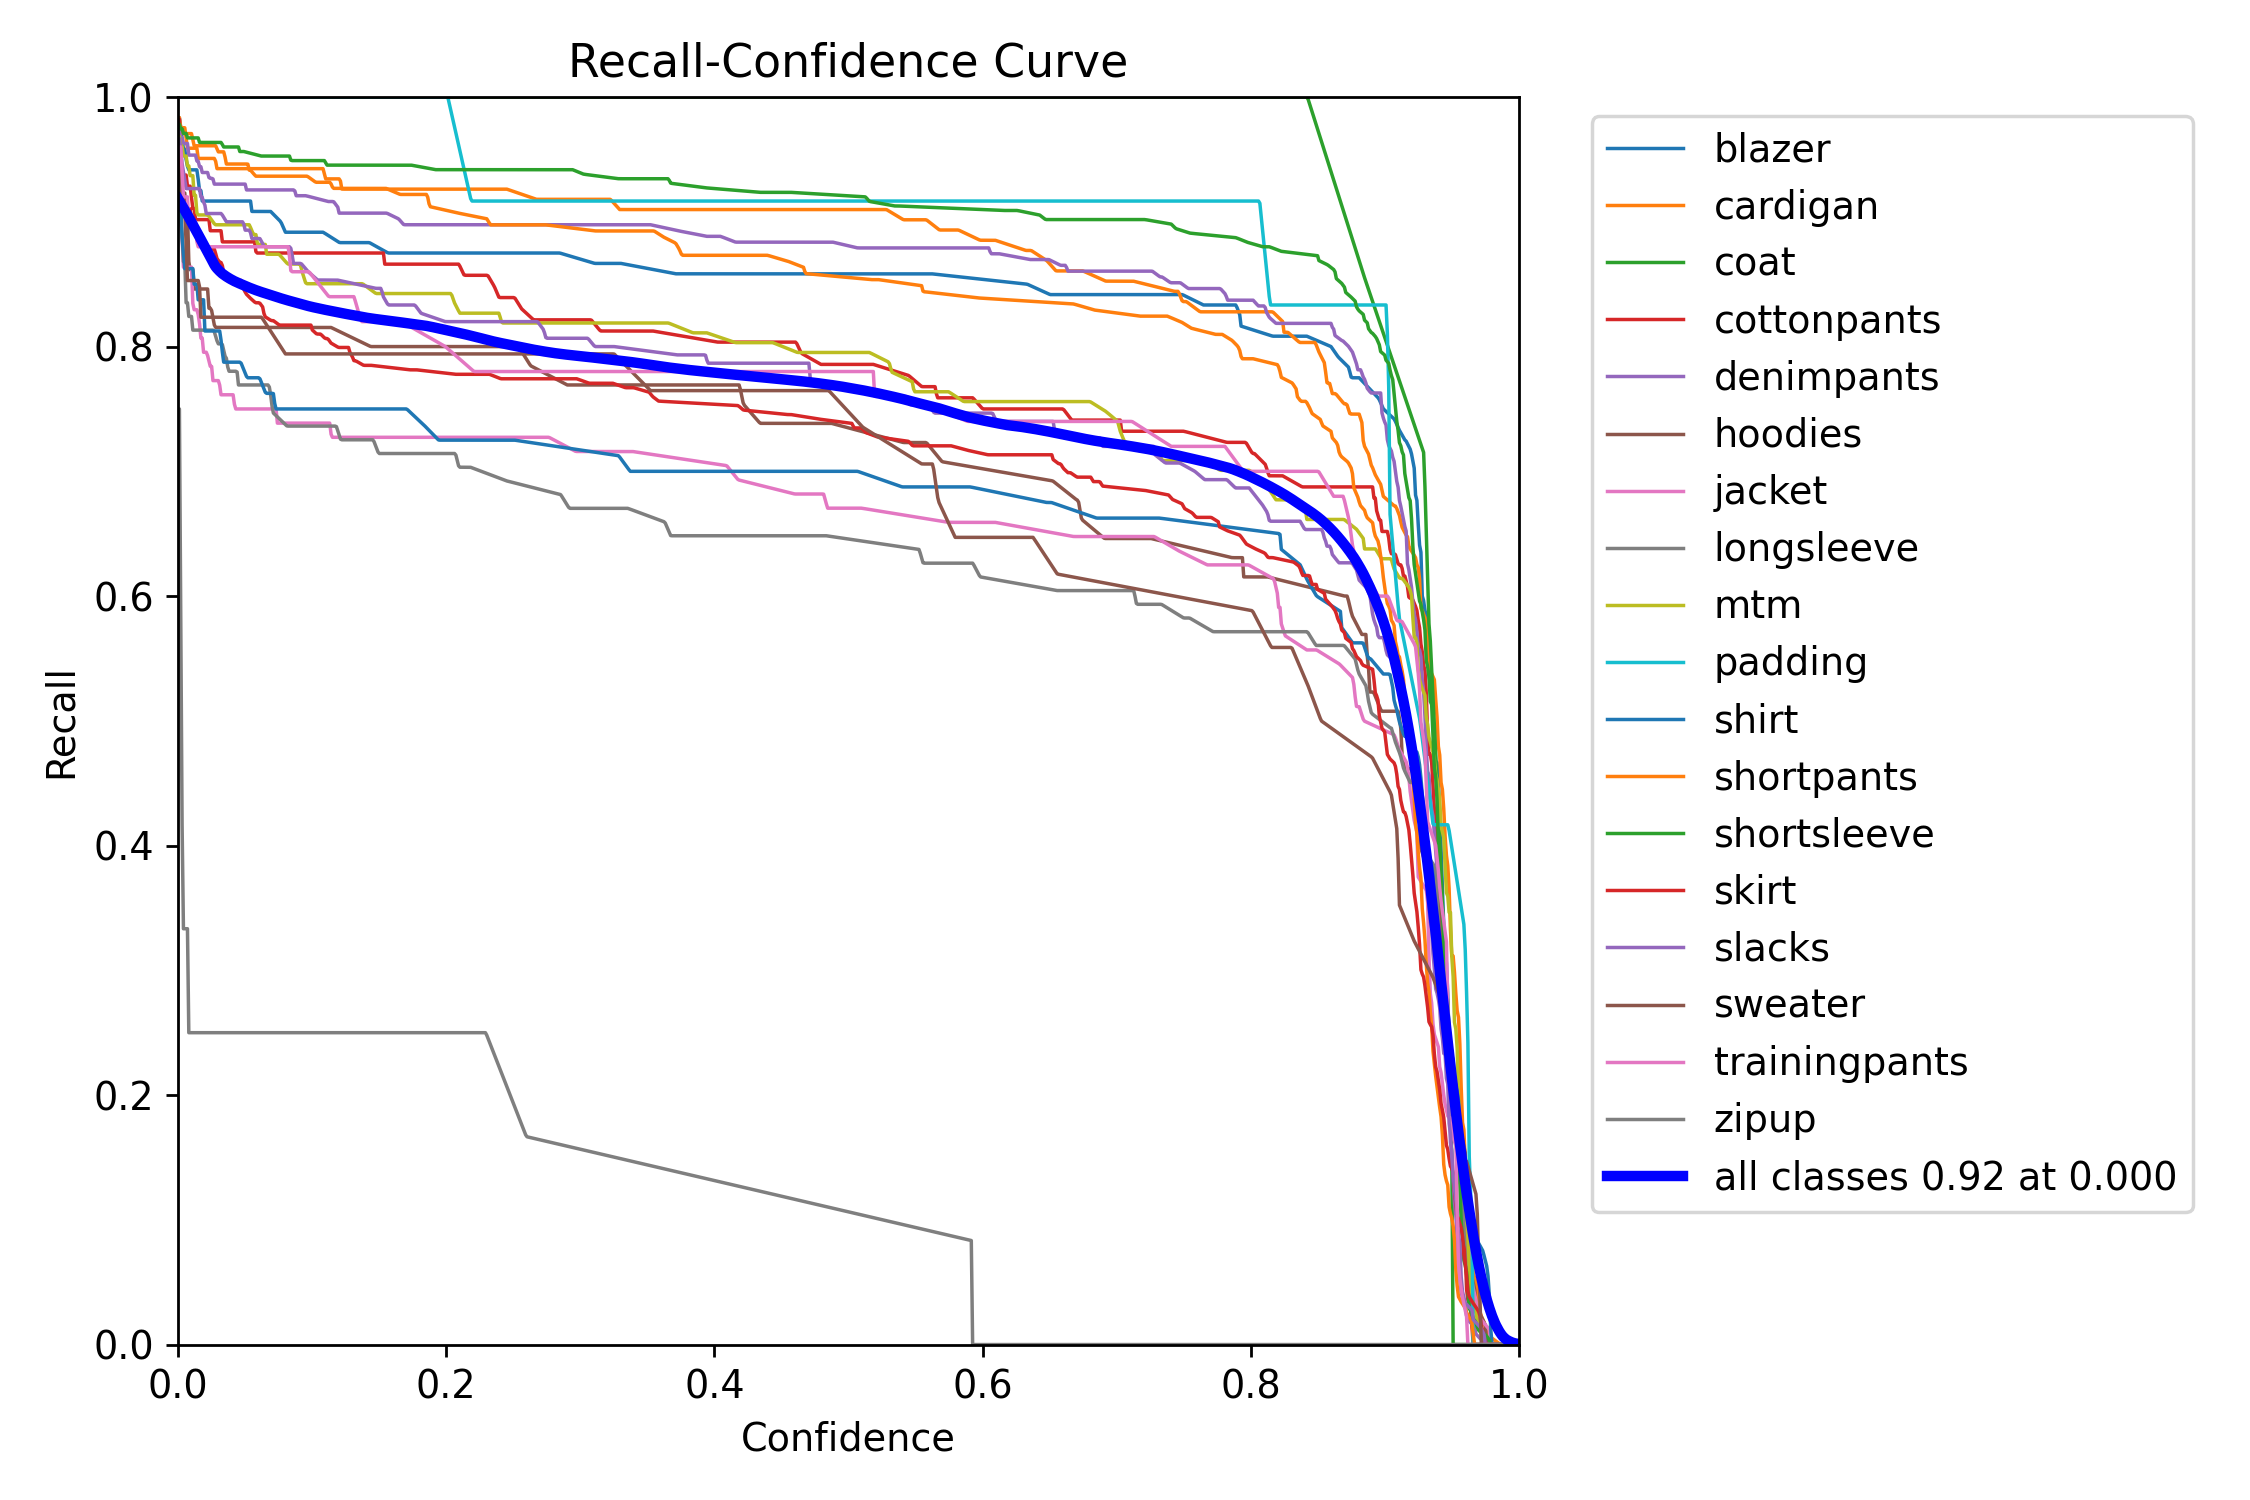 Recall-Confidence Curve
1.0
0.8
0.6
0.4
0.2
0.0
Recall
0.0 0.2 0.4 0.6 0.8 1.0
Confidence
blazer
cardigan
coat
cottonpants
denimpants
hoodies
jacket
longsleeve
mtm
padding
shirt
shortpants
shortsleeve
skirt
slacks
sweater
trainingpants
zipup
all classes 0.92 at 0.000